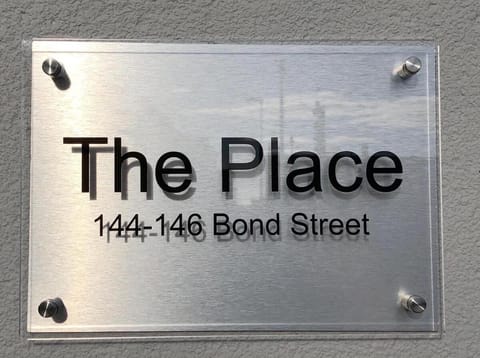 The Place
144-146 Bond Street